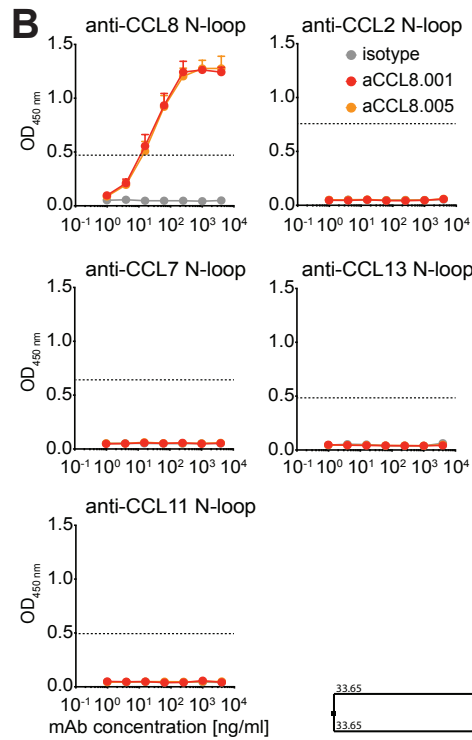 B
anti-CCL8 N-loop
1.5
1.0
0.5
0.0
OD450 nm
10-1 100 101 102 103 104
anti-CCL2 N-loop
isotype
aCCL8.001
aCCL8.005
1.5
1.0
0.5
0.0
10-1 100 101 102 103 104
anti-CCL7 N-loop
1.5
1.0
0.5
0.0
OD450 nm
10-1 100 101 102 103 104
anti-CCL13 N-loop
1.5
1.0
0.5
0.0
10-1 100 101 102 103 104
anti-CCL11 N-loop
1.5
1.0
0.5
0.0
OD450 nm
10-1 100 101 102 103 104
mAb concentration [ng/ml]
33.65
33.65